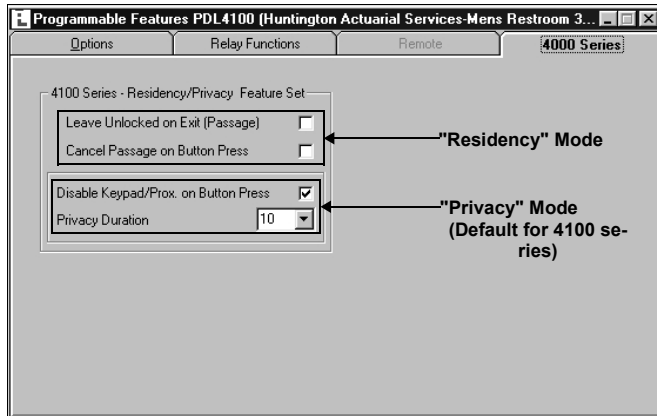 Programmable Features PDL4100 (Huntington Actuarial Services-Mens Restroom 3...
Options Relay Functions Remote 4000 Series
4100 Series - Residency/Privacy Feature Set
Leave Unlocked on Exit (Passage)
Cancel Passage on Button Press
"Residency" Mode
Disable Keypad/Prox. on Button Press
Privacy Duration 10
"Privacy" Mode
(Default for 4100 se-
ries)